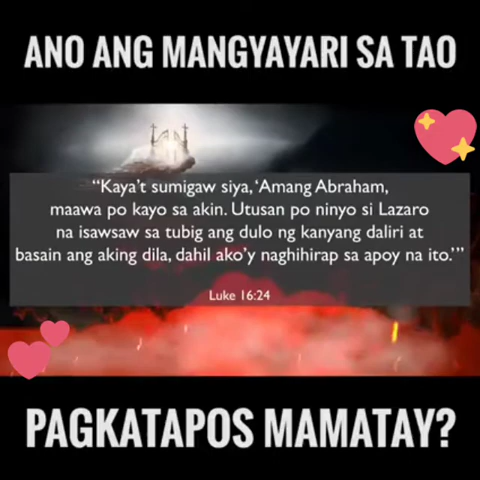 ANO ANG MANGYAYARI SA TAO
“Kaya’t sumigaw siya, ‘Amang Abraham,
maawa po kayo sa akin. Utusan po ninyo si Lazaro
na isawsaw sa tubig ang dulo ng kanyang daliri at
basain ang aking dila, dahil ako’y naghihirap sa apoy na ito.’”
Luke 16:24
PAGKATAPOS MAMATAY?